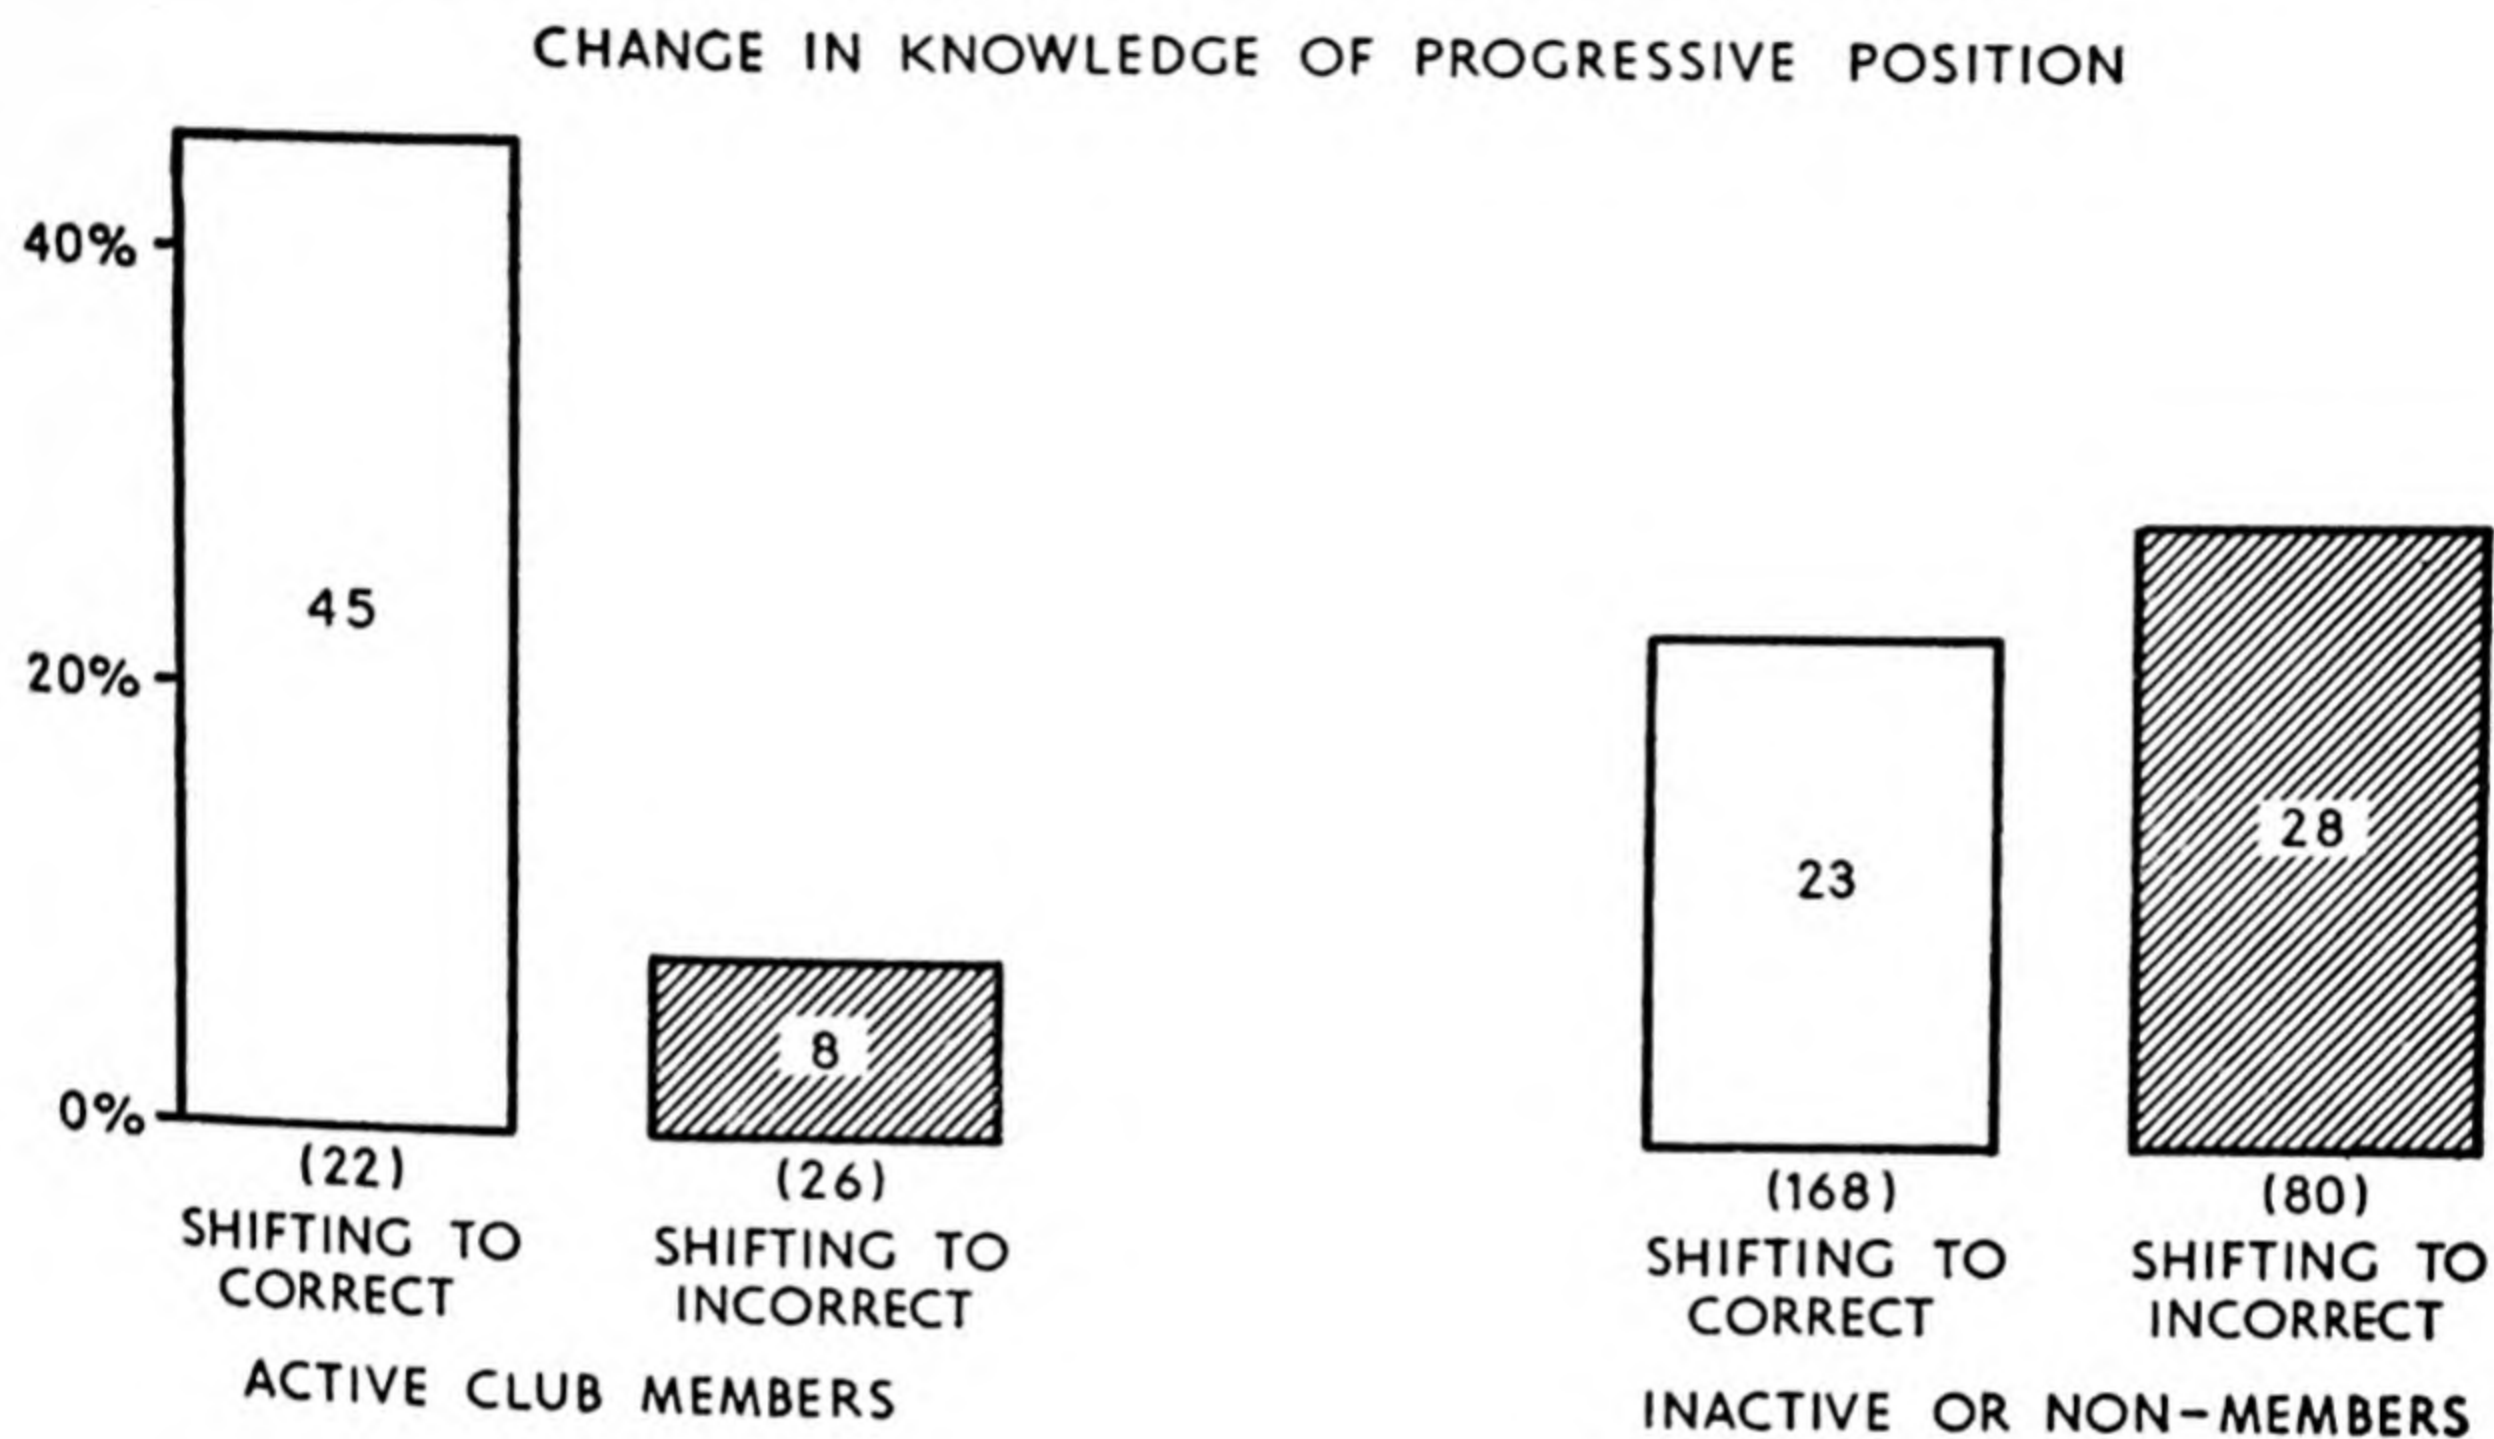 CHANGE IN KNOWLEDGE OF PROGRESSIVE POSITION
40%
20%
0%
45
8
23
28
(22)
SHIFTING TO
CORRECT
(26)
SHIFTING TO
INCORRECT
ACTIVE CLUB MEMBERS
(168)
SHIFTING TO
CORRECT
(80)
SHIFTING TO
INCORRECT
INACTIVE OR NON-MEMBERS